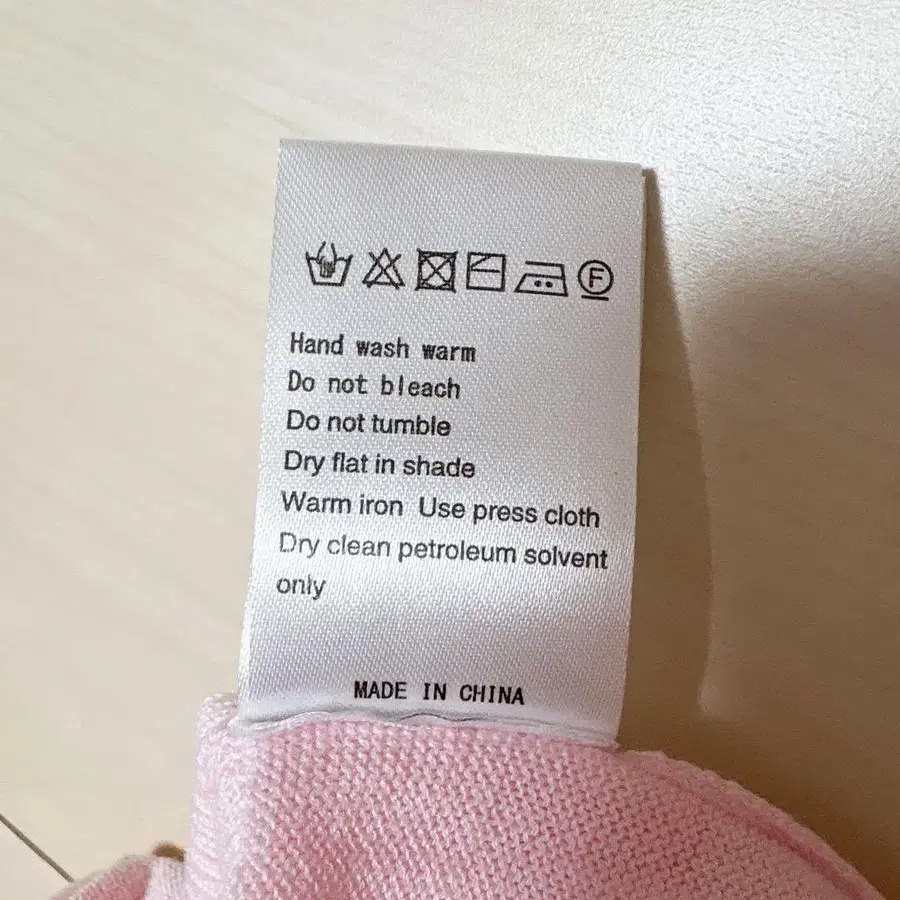 F
Hand wash warm
Do not bleach
Do not tumble
Dry flat in shade
Warm iron Use press cloth
Dry clean petroleum solvent
only
MADE IN CHINA